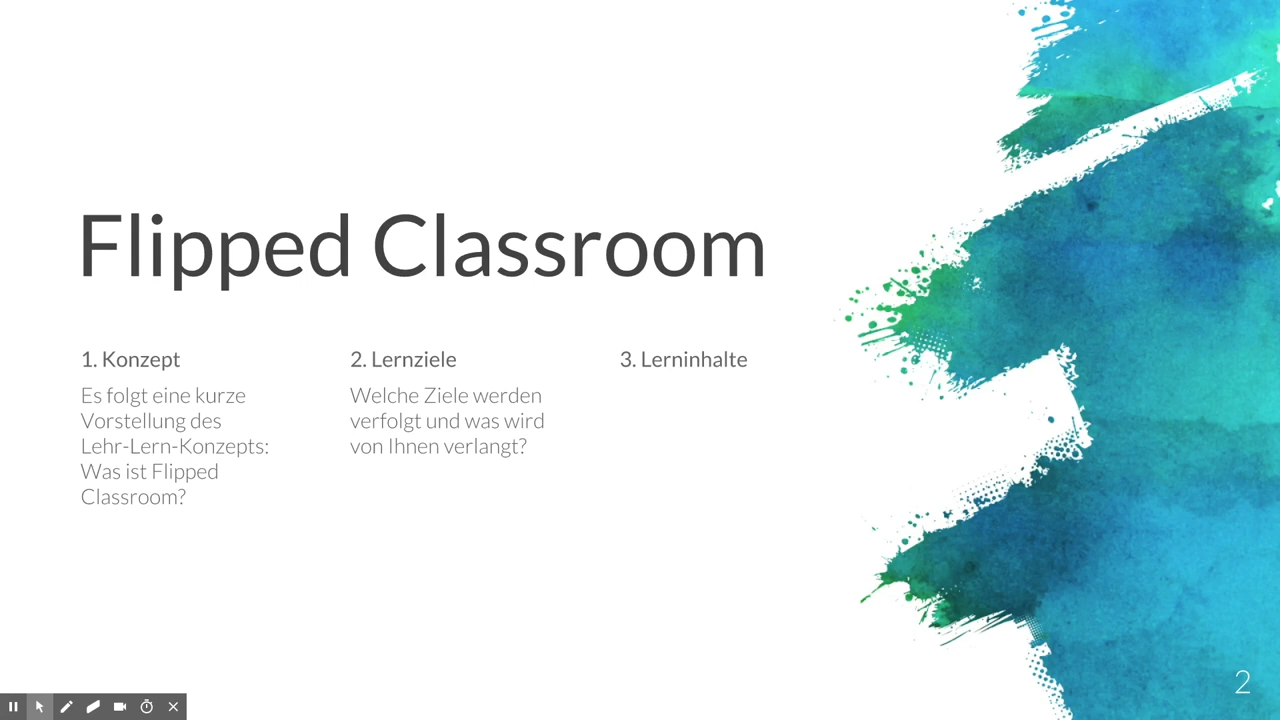 Flipped Classroom
1. Konzept
Es folgt eine kurze
Vorstellung des
Lehr-Lern-Konzepts:
Was ist Flipped
Classroom?
2. Lernziele
Welche Ziele werden
verfolgt und was wird
von Ihnen verlangt?
3. Lerninhalte
2